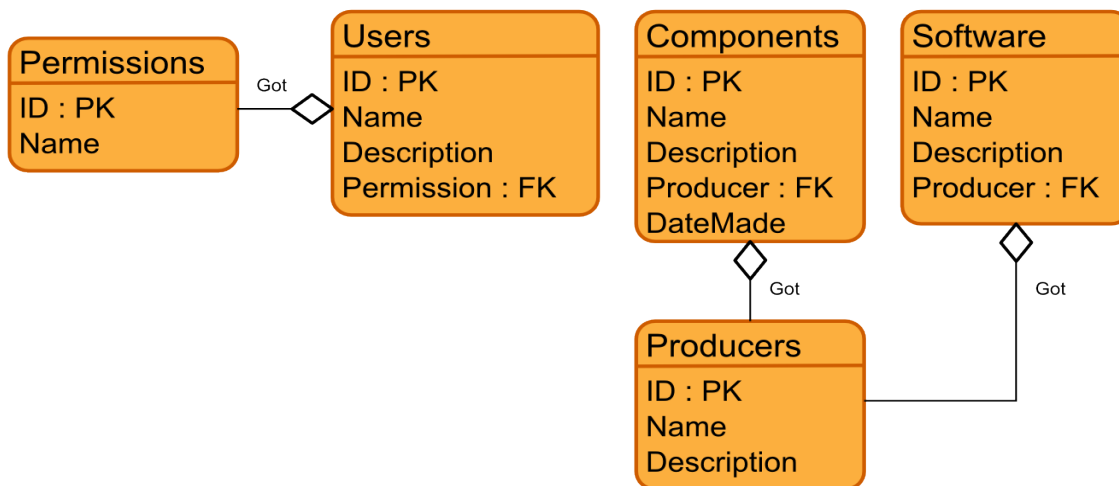 Permissions
ID : PK
Name
Got
Users
ID : PK
Name
Description
Permission : FK
Components
ID : PK
Name
Description
Producer : FK
DateMade
Got
Software
ID : PK
Name
Description
Producer : FK
Got
Producers
ID : PK
Name
Description